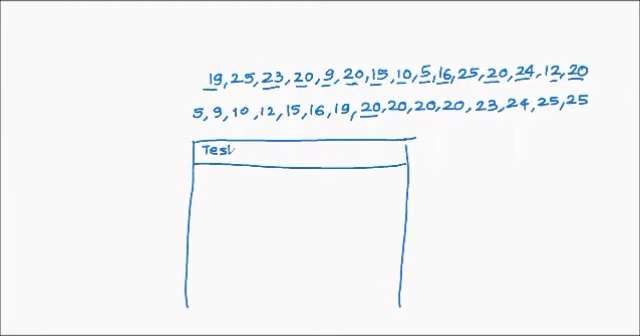 19, 25, 23, 20, 9, 20, 15, 10, 5, 16, 25, 20, 24, 12, 20
5, 9, 10, 12, 15, 16, 19, 20, 20, 20, 20, 23, 24, 25, 25
Test